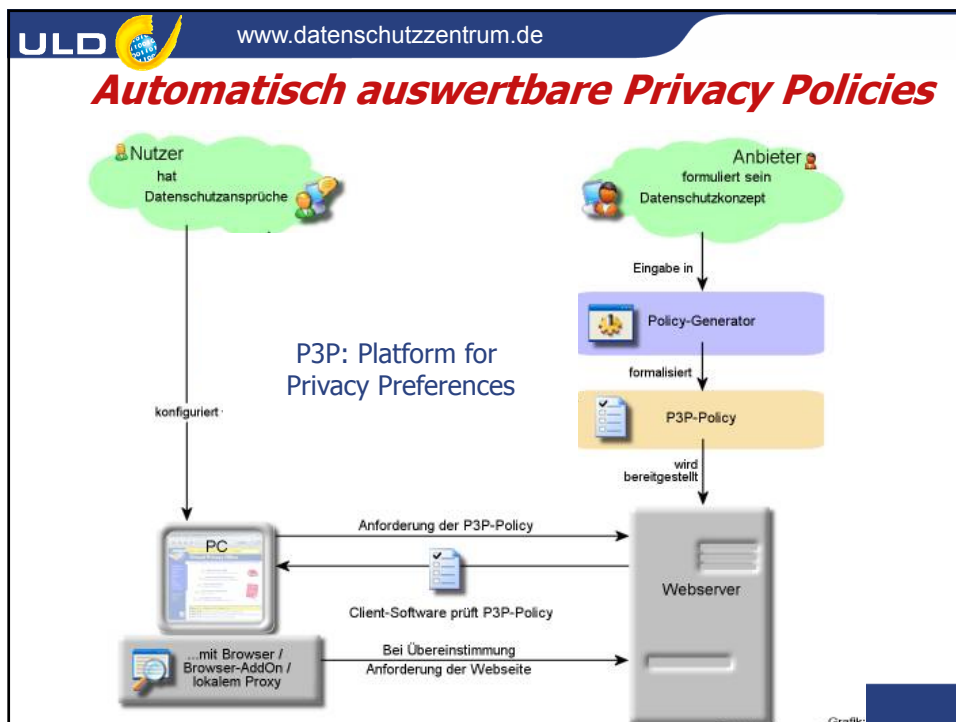 ULD
www.datenschutzzentrum.de
Automatisch auswertbare Privacy Policies
Nutzer
hat
Datenschutzansprüche
Anbieter
formuliert sein
Datenschutzkonzept
Eingabe in
Policy-Generator
P3P: Platform for
Privacy Preferences
formalisiert
konfiguriert
P3P-Policy
wird
bereitgestellt
Anforderung der P3P-Policy
PC
Webserver
Client-Software prüft P3P-Policy
...mit Browser /
Browser-AddOn /
lokalem Proxy
Bei Übereinstimmung
Anforderung der Webseite